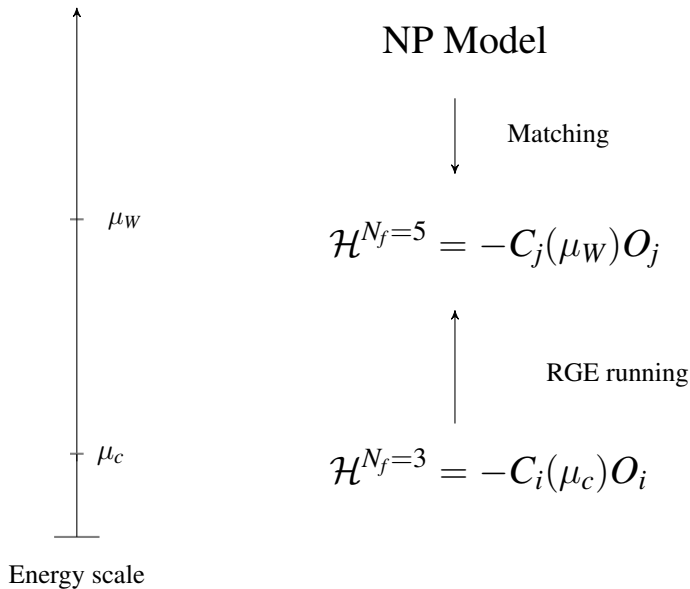 NP Model
Matching
μ_W
ℋ^{N_f=5} = −C_j(μ_W)O_j
RGE running
μ_c
ℋ^{N_f=3} = −C_i(μ_c)O_i
Energy scale